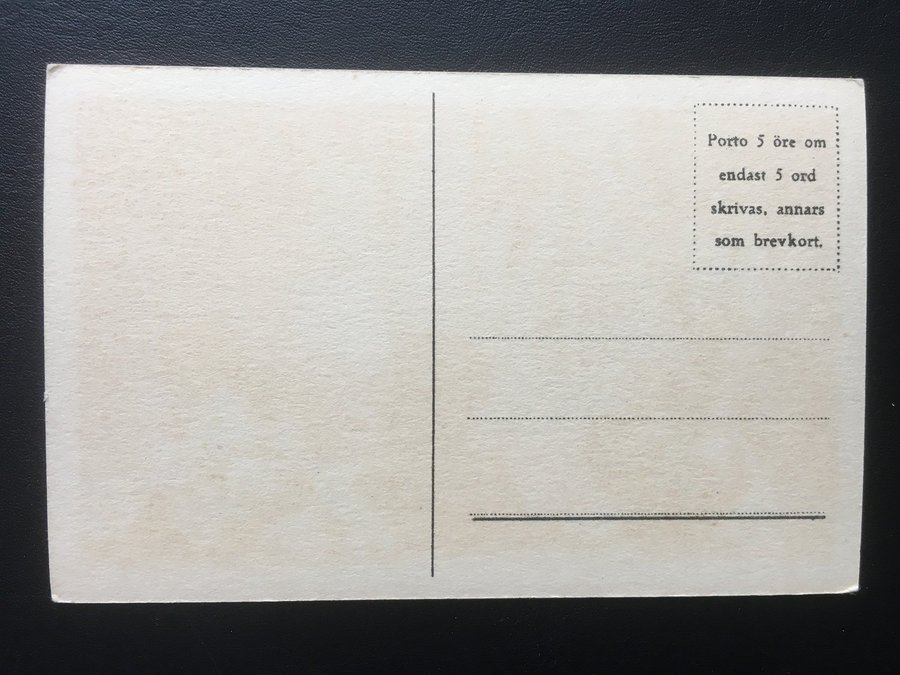 Porto 5 öre om
endast 5 ord
skrivas, annars
som brevkort.